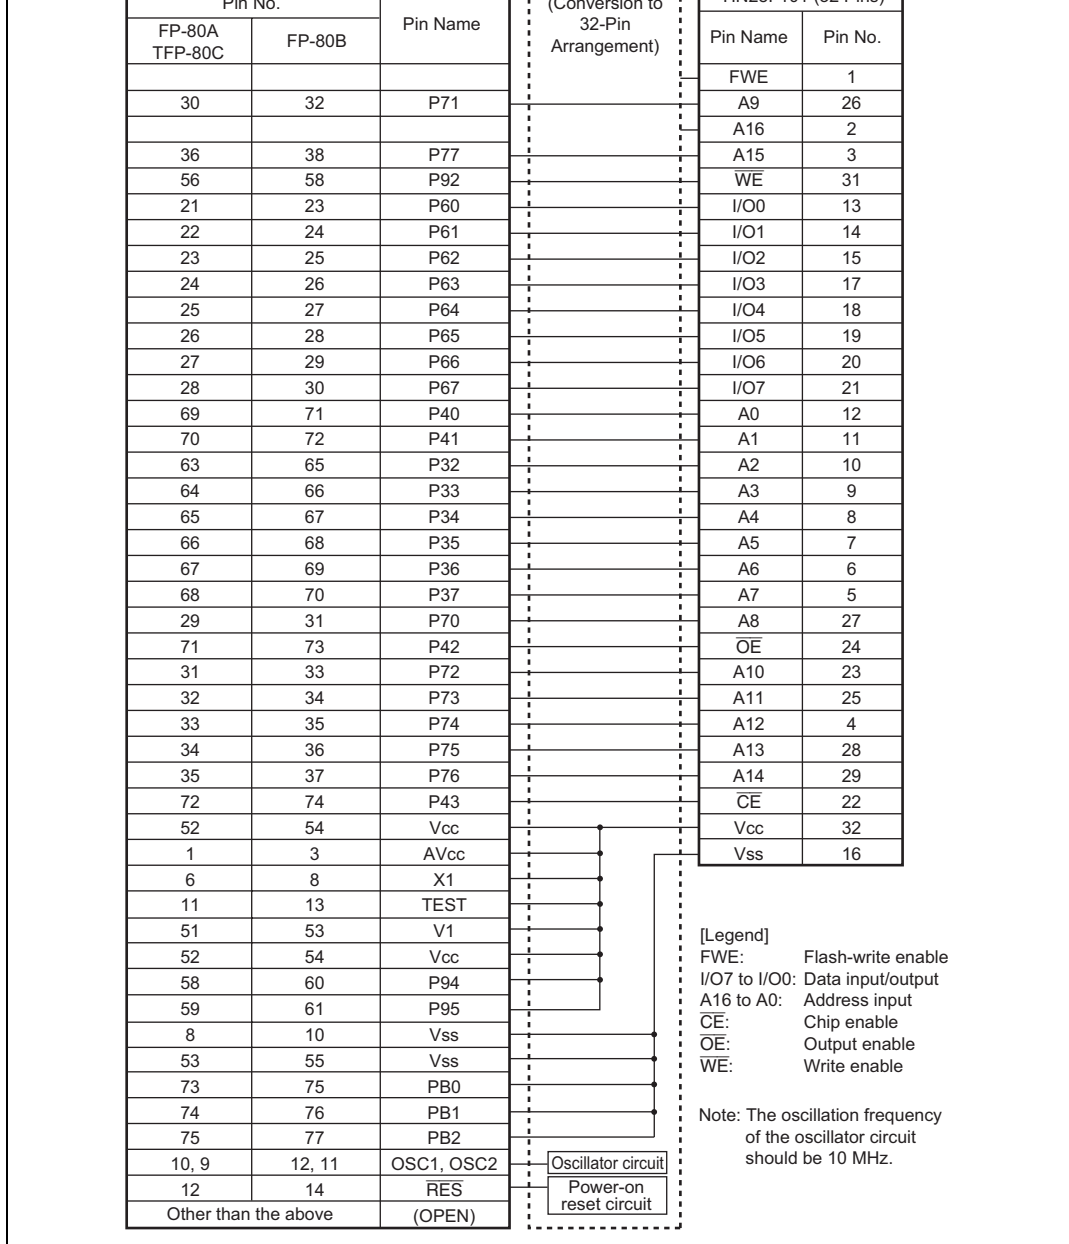 Pin No.
FP-80A
TFP-80C
FP-80B
Pin Name
(Conversion to
32-Pin
Arrangement)
Pin Name Pin No.
FWE 1
30 32 P71 A9 26
A16 2
36 38 P77 A15 3
56 58 P92 WE 31
21 23 P60 I/O0 13
22 24 P61 I/O1 14
23 25 P62 I/O2 15
24 26 P63 I/O3 17
25 27 P64 I/O4 18
26 28 P65 I/O5 19
27 29 P66 I/O6 20
28 30 P67 I/O7 21
69 71 P40 A0 12
70 72 P41 A1 11
63 65 P32 A2 10
64 66 P33 A3 9
65 67 P34 A4 8
66 68 P35 A5 7
67 69 P36 A6 6
68 70 P37 A7 5
29 31 P70 A8 27
71 73 P42 OE 24
31 33 P72 A10 23
32 34 P73 A11 25
33 35 P74 A12 4
34 36 P75 A13 28
35 37 P76 A14 29
72 74 P43 CE 22
52 54 Vcc Vcc 32
1 3 AVcc Vss 16
6 8 X1
11 13 TEST
51 53 V1
52 54 Vcc
58 60 P94
59 61 P95
8 10 Vss
53 55 Vss
73 75 PB0
74 76 PB1
75 77 PB2
10, 9 12, 11 OSC1, OSC2 Oscillator circuit
12 14 RES Power-on
reset circuit
Other than the above (OPEN)
[Legend]
FWE: Flash-write enable
I/O7 to I/O0: Data input/output
A16 to A0: Address input
CE: Chip enable
OE: Output enable
WE: Write enable
Note: The oscillation frequency
of the oscillator circuit
should be 10 MHz.